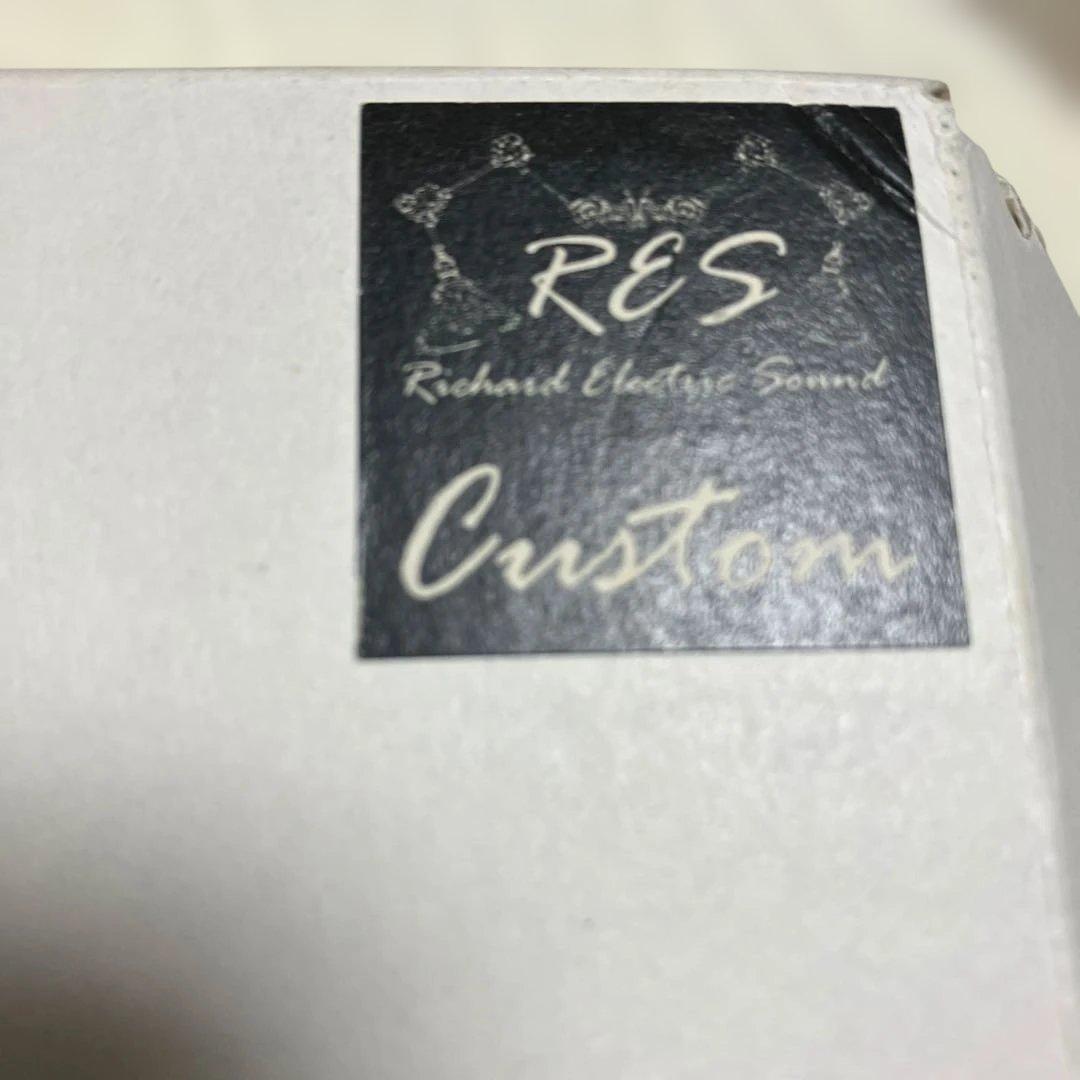 RES
Richard Electric Sound
Custom